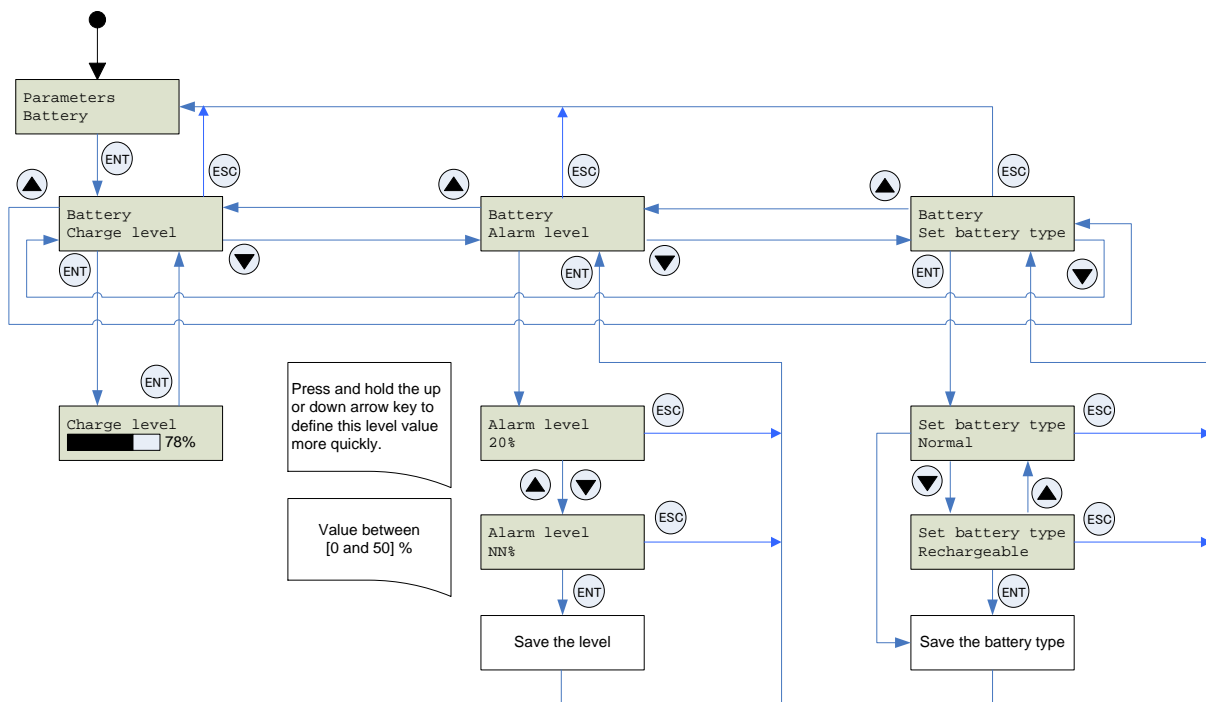 Parameters
Battery
ENT
ESC
ESC
ESC
Battery
Charge level
Battery
Alarm level
Battery
Set battery type
ENT
ENT
ENT
ENT
Press and hold the up
or down arrow key to
define this level value
more quickly.
Charge level
78%
Alarm level
20%
ESC
Set battery type
Normal
ESC
Value between
[0 and 50] %
Alarm level
NN%
ESC
Set battery type
Rechargeable
ESC
ENT
ENT
Save the level
Save the battery type